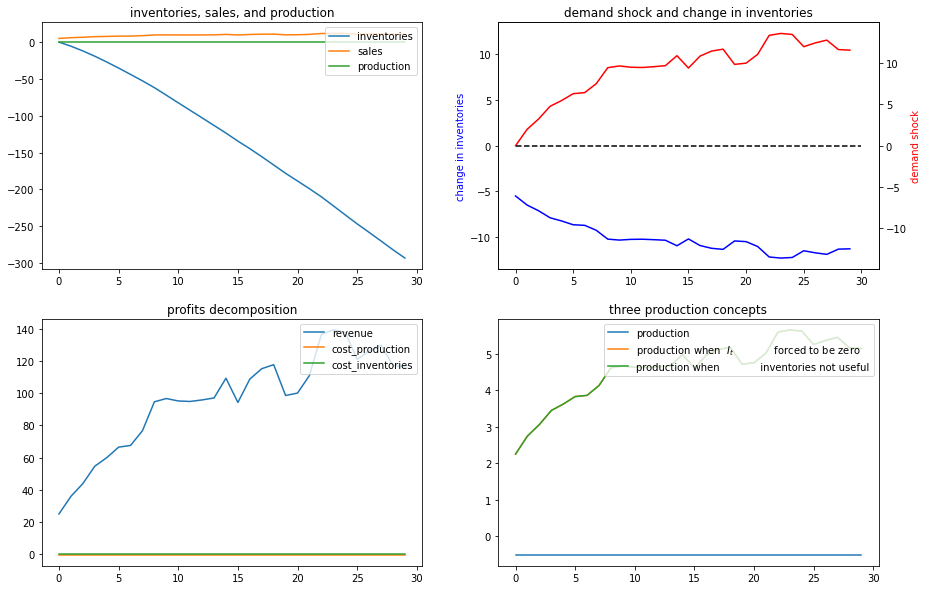 inventories, sales, and production
0
−50
−100
−150
−200
−250
−300
0 5 10 15 20 25 30
inventories
sales
production
demand shock and change in inventories
change in inventories
10
5
0
−5
−10
0 5 10 15 20 25 30
10
5
0
−5
−10
demand shock
profits decomposition
140
120
100
80
60
40
20
0
0 5 10 15 20 25 30
revenue
cost_production
cost_inventories
three production concepts
5
4
3
2
1
0
0 5 10 15 20 25 30
production
production when I_t forced to be zero
production when inventories not useful